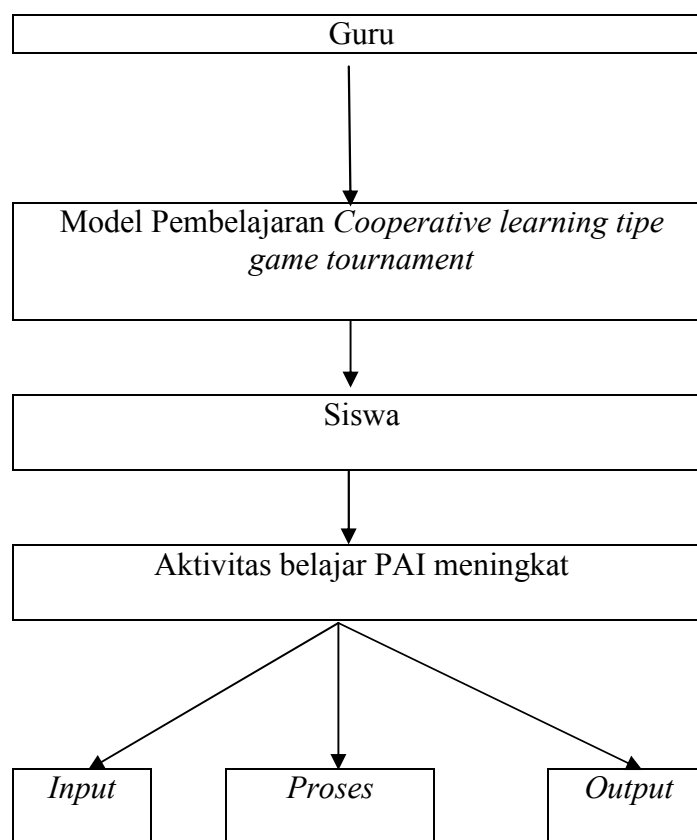 Guru
Model Pembelajaran Cooperative learning tipe
game tournament
Siswa
Aktivitas belajar PAI meningkat
Input
Proses
Output